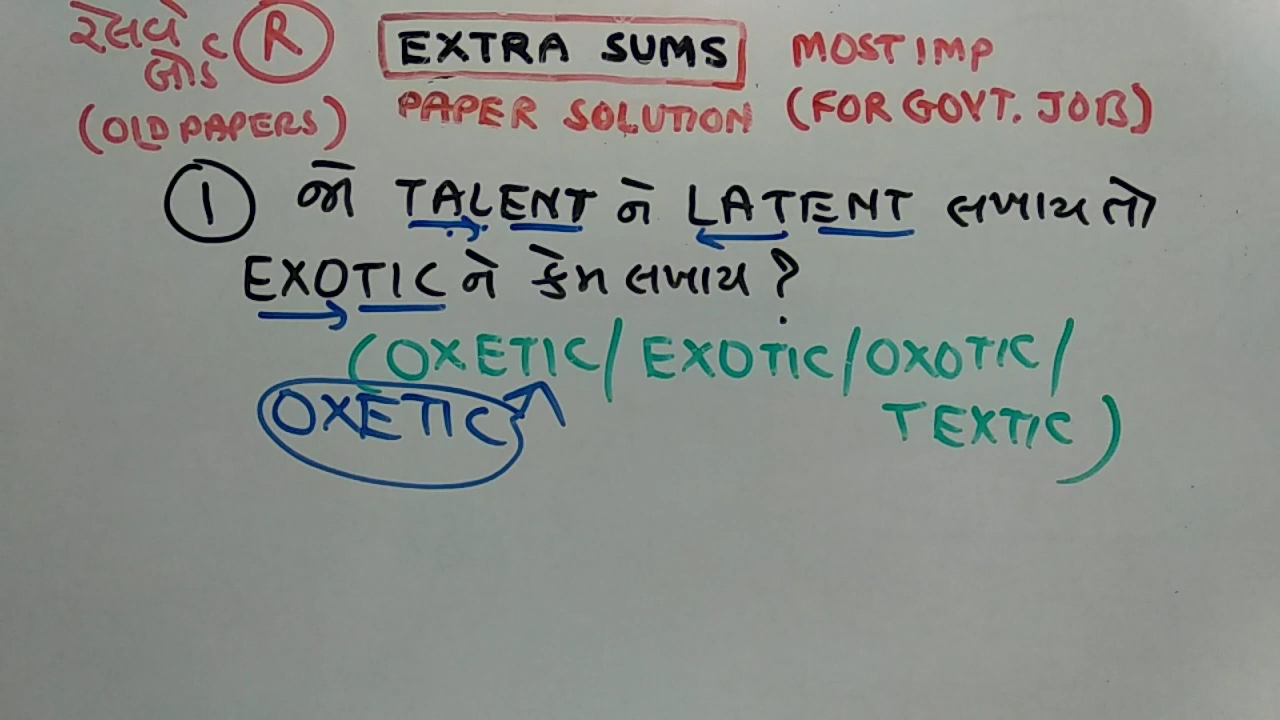 રેલવે R EXTRA SUMS MOST IMP
બોર્ડ
(OLD PAPERS) PAPER SOLUTION (FOR GOVT. JOB)
1 જો TALENT ને LATENT લખાય તો
EXOTIC ને કેમ લખાય ?
(OXETIC/ EXOTIC/OXOTIC/
OXETIC TEXTIC)